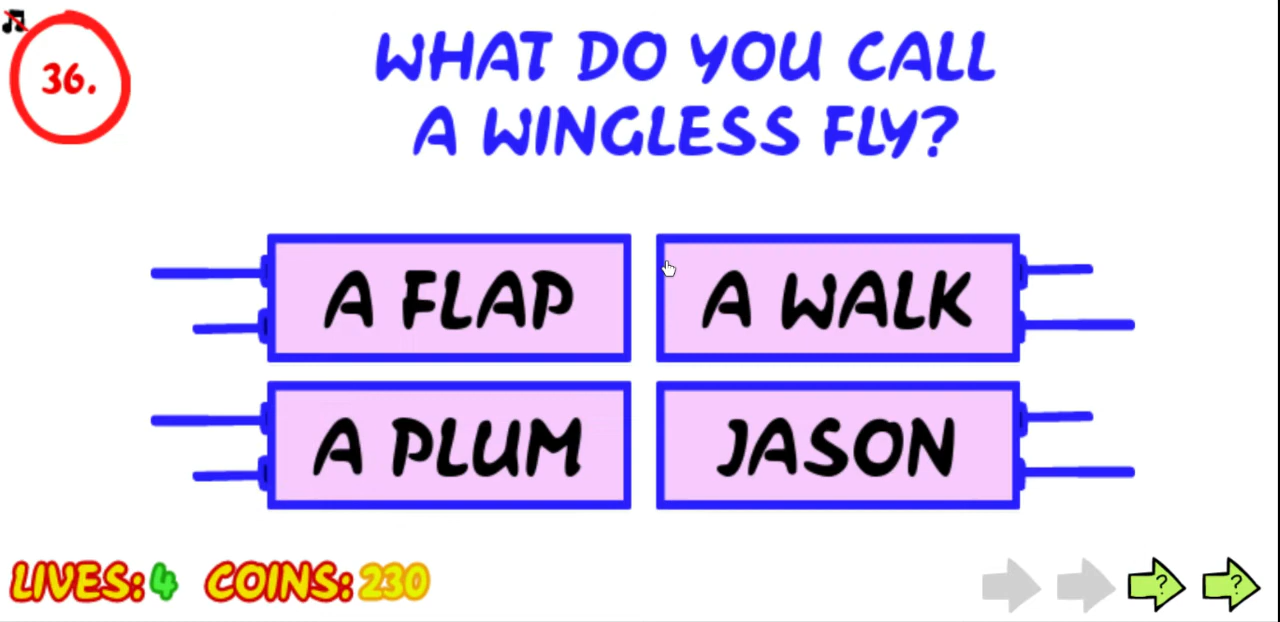 36.
WHAT DO YOU CALL
A WINGLESS FLY?
A FLAP
A WALK
A PLUM
JASON
LIVES: 4 COINS: 230
? ?